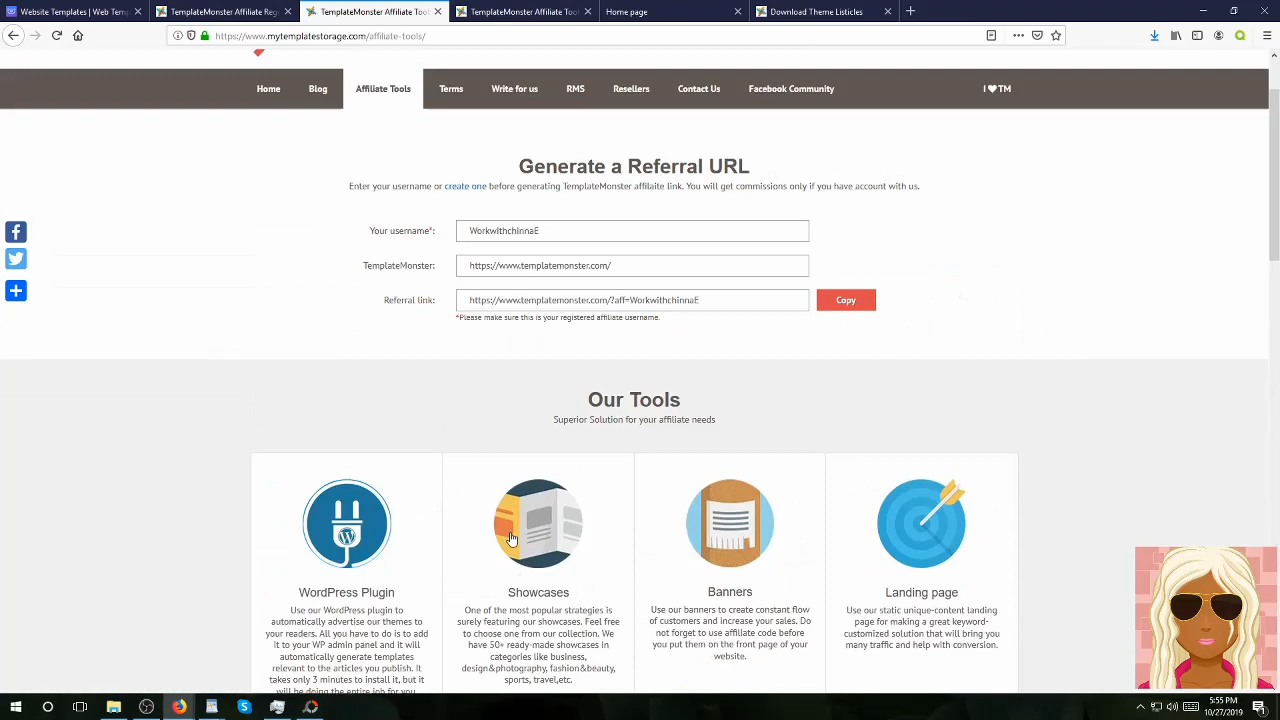 Website Templates | Web Temp
TemplateMonster Affiliate Reg
TemplateMonster Affiliate Tool
TemplateMonster Affiliate Tool
Home page
Download Theme Listicles
https://www.mytemplatestorage.com/affiliate-tools/
Home
Blog
Affiliate Tools
Terms
Write for us
RMS
Resellers
Contact Us
Facebook Community
I ♥ TM
Generate a Referral URL
Enter your username or create one before generating TemplateMonster affilaite link. You will get commissions only if you have account with us.
Your username*:
WorkwithchinnaE
TemplateMonster:
https://www.templatemonster.com/
Referral link:
https://www.templatemonster.com/?aff=WorkwithchinnaE
Copy
*Please make sure this is your registered affiliate username.
Our Tools
Superior Solution for your affiliate needs
WordPress Plugin
Use our WordPress plugin to
automatically advertise our themes to
your readers. All you have to do is to add
it to your WP admin panel and it will
automatically generate templates
relevant to the articles you publish. It
takes only 3 minutes to install it, but it
will be doing the entire job for you
Showcases
One of the most popular strategies is
surely featuring our showcases. Feel free
to choose one from our collection. We
have 50+ ready-made showcases in
categories like business,
design&photography, fashion&beauty,
sports, travel,etc.
Banners
Use our banners to create constant flow
of customers and increase your sales. Do
not forget to use affiliate code before
you put them on the front page of your
website.
Landing page
Use our static unique-content landing
page for making a great keyword-
customized solution that will bring you
many traffic and help with conversion.
5:55 PM
10/27/2019